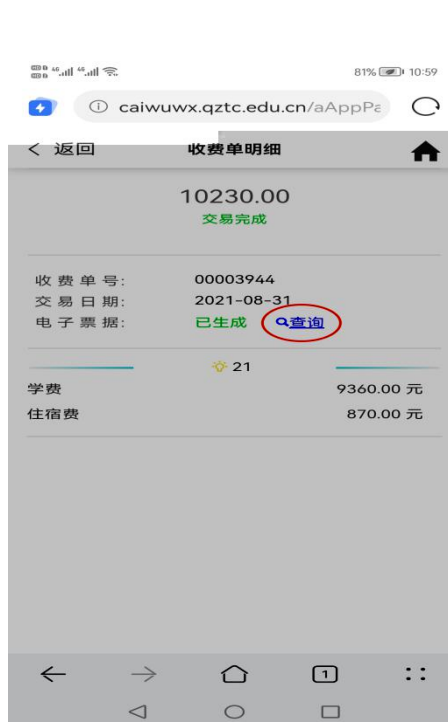 81% 10:59
caiwuwx.qztc.edu.cn/aAppPa
< 返回 收费单明细
10230.00
交易完成
收费单号: 00003944
交易日期: 2021-08-31
电子票据: 已生成 查询
21
学费 9360.00 元
住宿费 870.00 元
1